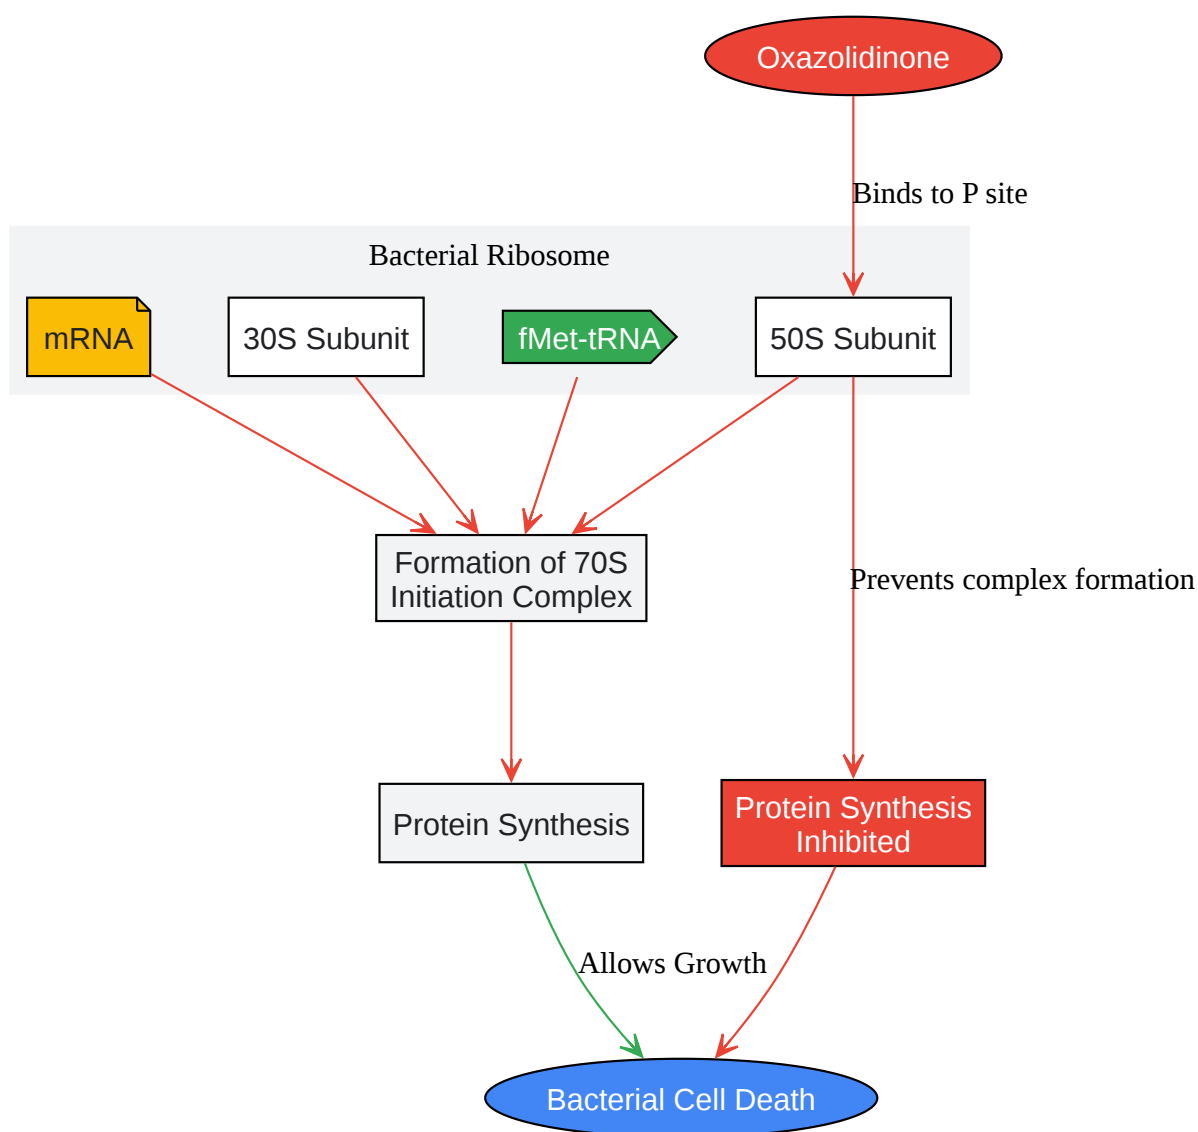 Oxazolidinone
Binds to P site
Bacterial Ribosome
mRNA
30S Subunit
fMet-tRNA
50S Subunit
Formation of 70S
Initiation Complex
Prevents complex formation
Protein Synthesis
Protein Synthesis
Inhibited
Allows Growth
Bacterial Cell Death